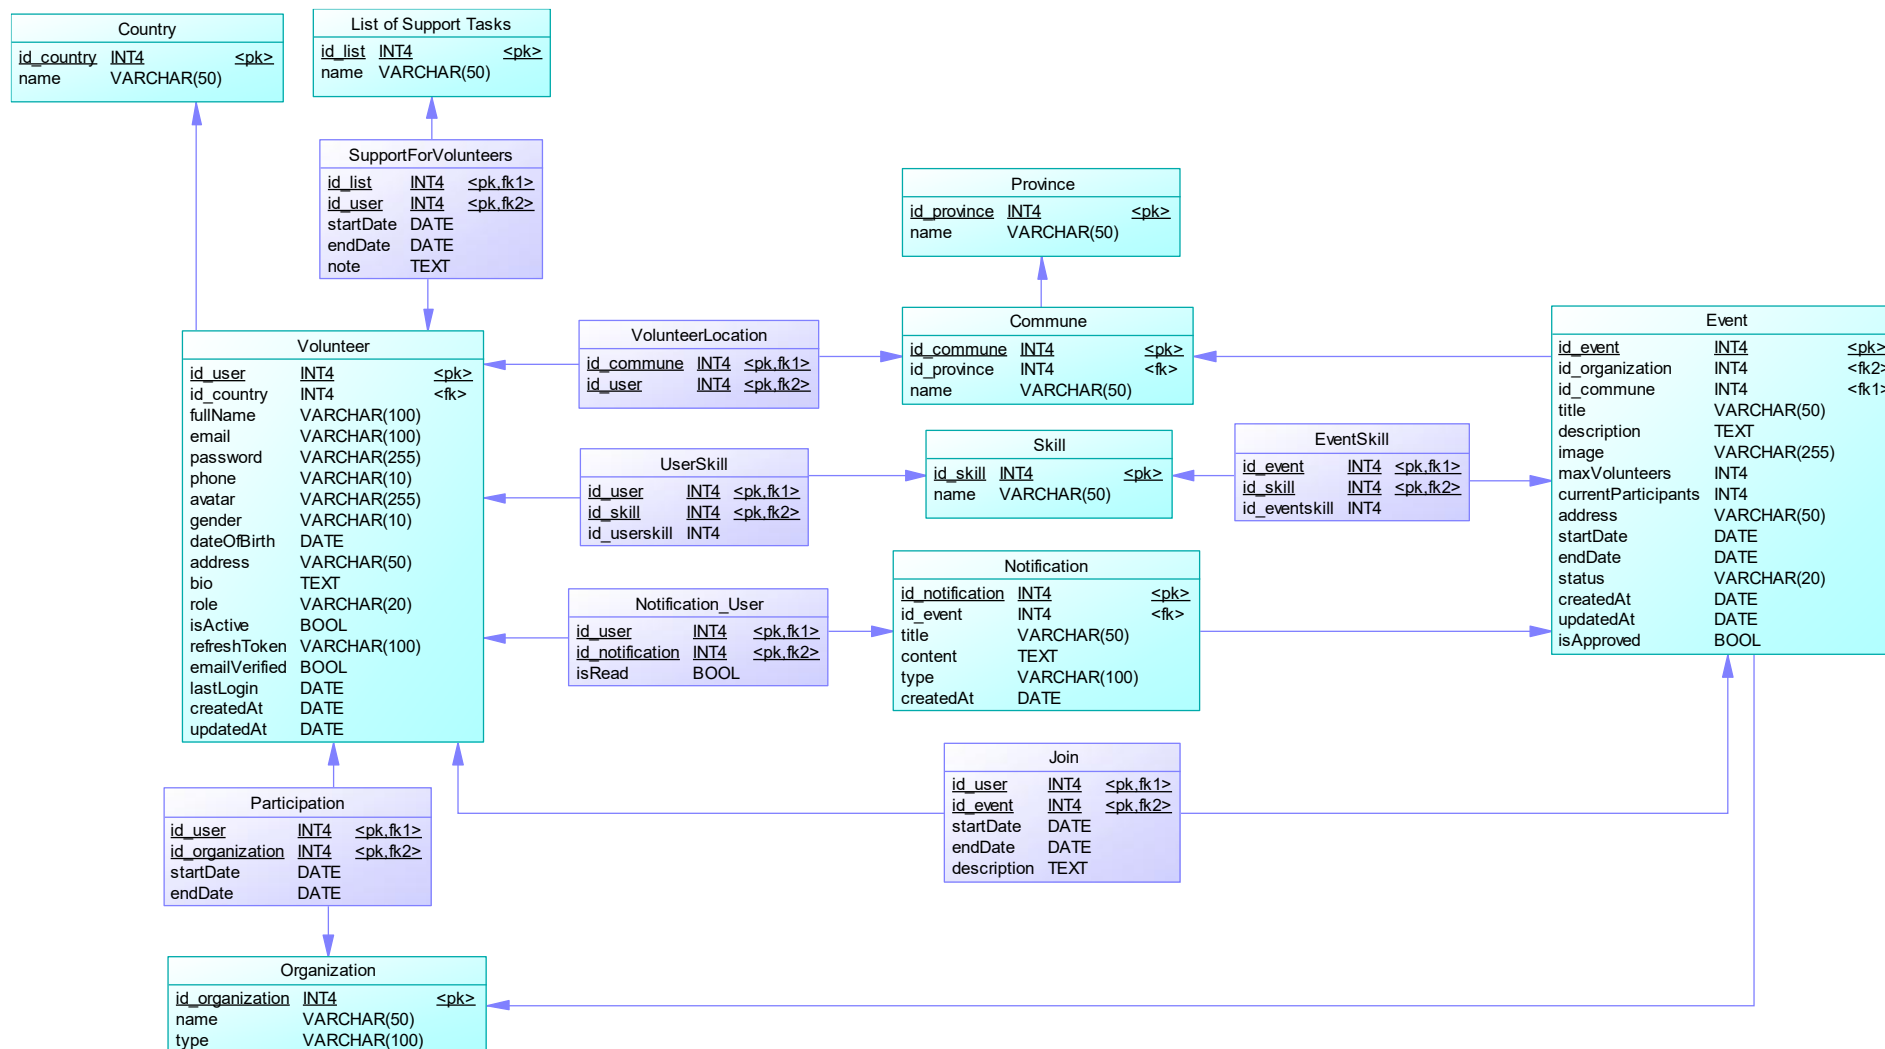 Country
id_country INT4 <pk>
name VARCHAR(50)
List of Support Tasks
id_list INT4 <pk>
name VARCHAR(50)
SupportForVolunteers
id_list INT4 <pk,fk1>
id_user INT4 <pk,fk2>
startDate DATE
endDate DATE
note TEXT
Province
id_province INT4 <pk>
name VARCHAR(50)
Volunteer
id_user INT4 <pk>
id_country INT4 <fk>
fullName VARCHAR(100)
email VARCHAR(100)
password VARCHAR(255)
phone VARCHAR(10)
avatar VARCHAR(255)
gender VARCHAR(10)
dateOfBirth DATE
address VARCHAR(50)
bio TEXT
role VARCHAR(20)
isActive BOOL
refreshToken VARCHAR(100)
emailVerified BOOL
lastLogin DATE
createdAt DATE
updatedAt DATE
VolunteerLocation
id_commune INT4 <pk,fk1>
id_user INT4 <pk,fk2>
Commune
id_commune INT4 <pk>
id_province INT4 <fk>
name VARCHAR(50)
Event
id_event INT4 <pk>
id_organization INT4 <fk2>
id_commune INT4 <fk1>
title VARCHAR(50)
description TEXT
image VARCHAR(255)
maxVolunteers INT4
currentParticipants INT4
address VARCHAR(50)
startDate DATE
endDate DATE
status VARCHAR(20)
createdAt DATE
updatedAt DATE
isApproved BOOL
UserSkill
id_user INT4 <pk,fk1>
id_skill INT4 <pk,fk2>
id_userskill INT4
Skill
id_skill INT4 <pk>
name VARCHAR(50)
EventSkill
id_event INT4 <pk,fk1>
id_skill INT4 <pk,fk2>
id_eventskill INT4
Notification_User
id_user INT4 <pk,fk1>
id_notification INT4 <pk,fk2>
isRead BOOL
Notification
id_notification INT4 <pk>
id_event INT4 <fk>
title VARCHAR(50)
content TEXT
type VARCHAR(100)
createdAt DATE
Join
id_user INT4 <pk,fk1>
id_event INT4 <pk,fk2>
startDate DATE
endDate DATE
description TEXT
Participation
id_user INT4 <pk,fk1>
id_organization INT4 <pk,fk2>
startDate DATE
endDate DATE
Organization
id_organization INT4 <pk>
name VARCHAR(50)
type VARCHAR(100)